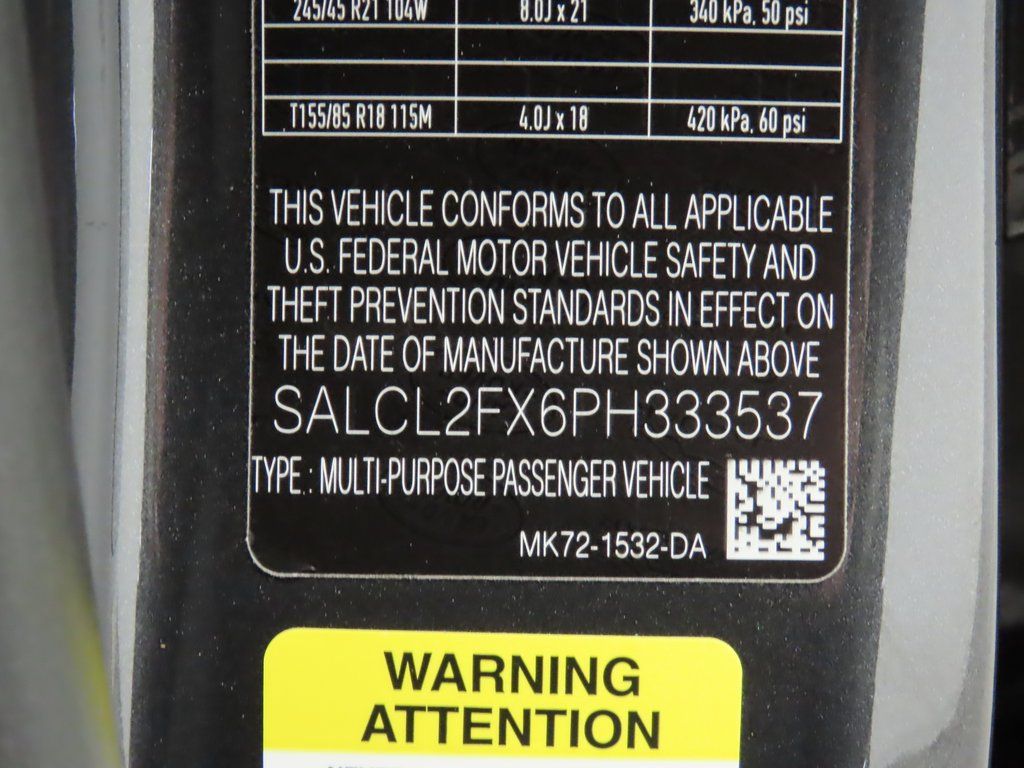 245/45 R21 104W 8.0J x 21 340 kPa, 50 psi
T155/85 R18 115M 4.0J x 18 420 kPa, 60 psi
THIS VEHICLE CONFORMS TO ALL APPLICABLE
U.S. FEDERAL MOTOR VEHICLE SAFETY AND
THEFT PREVENTION STANDARDS IN EFFECT ON
THE DATE OF MANUFACTURE SHOWN ABOVE
SALCL2FX6PH333537
TYPE : MULTI-PURPOSE PASSENGER VEHICLE
MK72-1532-DA
WARNING
ATTENTION